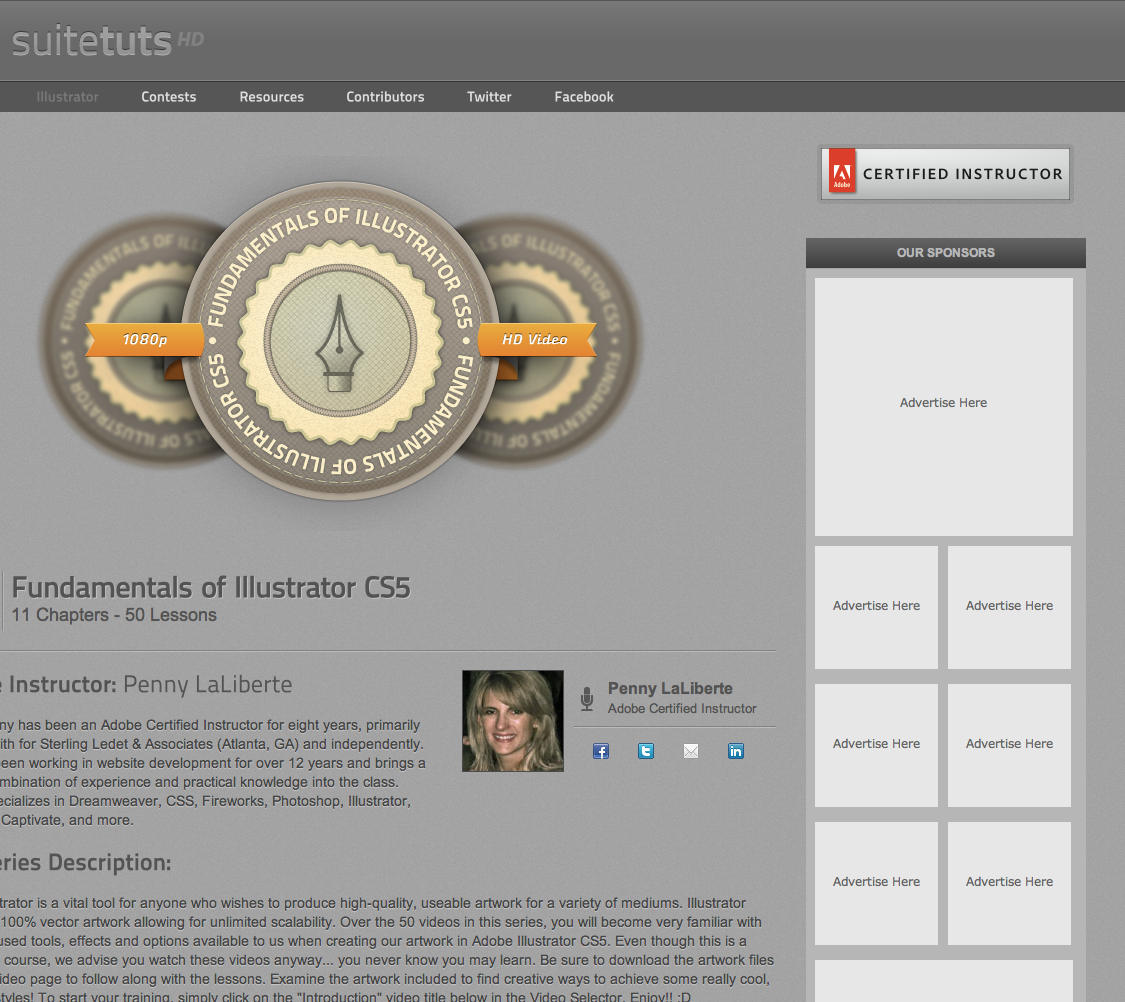 suitetuts HD
Illustrator Contests Resources Contributors Twitter Facebook
Adobe CERTIFIED INSTRUCTOR
FUNDAMENTALS OF ILLUSTRATOR CS5 • FUNDAMENTALS OF ILLUSTRATOR CS5 •
1080p
HD Video
FUNDAMENTALS OF ILL
CS5 • FUNDAMENTALS
ILLUSTRATOR CS5
OUR SPONSORS
Advertise Here
Advertise Here Advertise Here
Advertise Here Advertise Here
Advertise Here Advertise Here
Fundamentals of Illustrator CS5
11 Chapters - 50 Lessons
e Instructor: Penny LaLiberte
ny has been an Adobe Certified Instructor for eight years, primarily
ith for Sterling Ledet & Associates (Atlanta, GA) and independently.
een working in website development for over 12 years and brings a
mbination of experience and practical knowledge into the class.
ecializes in Dreamweaver, CSS, Fireworks, Photoshop, Illustrator,
Captivate, and more.
Penny LaLiberte
Adobe Certified Instructor
eries Description:
trator is a vital tool for anyone who wishes to produce high-quality, useable artwork for a variety of mediums. Illustrator
100% vector artwork allowing for unlimited scalability. Over the 50 videos in this series, you will become very familiar with
used tools, effects and options available to us when creating our artwork in Adobe Illustrator CS5. Even though this is a
course, we advise you watch these videos anyway... you never know you may learn. Be sure to download the artwork files
ideo page to follow along with the lessons. Examine the artwork included to find creative ways to achieve some really cool,
styles! To start your training, simply click on the "Introduction" video title below in the Video Selector. Enjoy!! :D